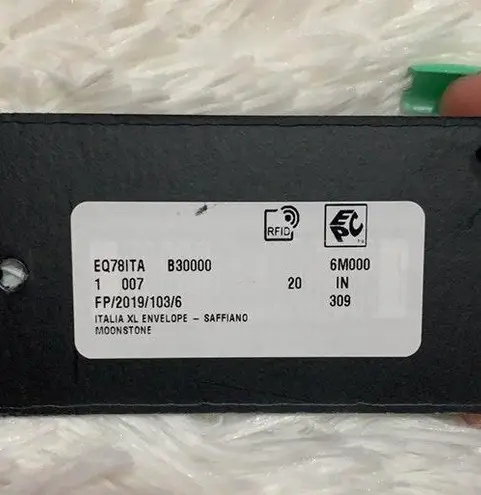 RFID EPC
EQ78ITA B30000 6M000
1 007 20 IN
FP/2019/103/6 309
ITALIA XL ENVELOPE – SAFFIANO
MOONSTONE